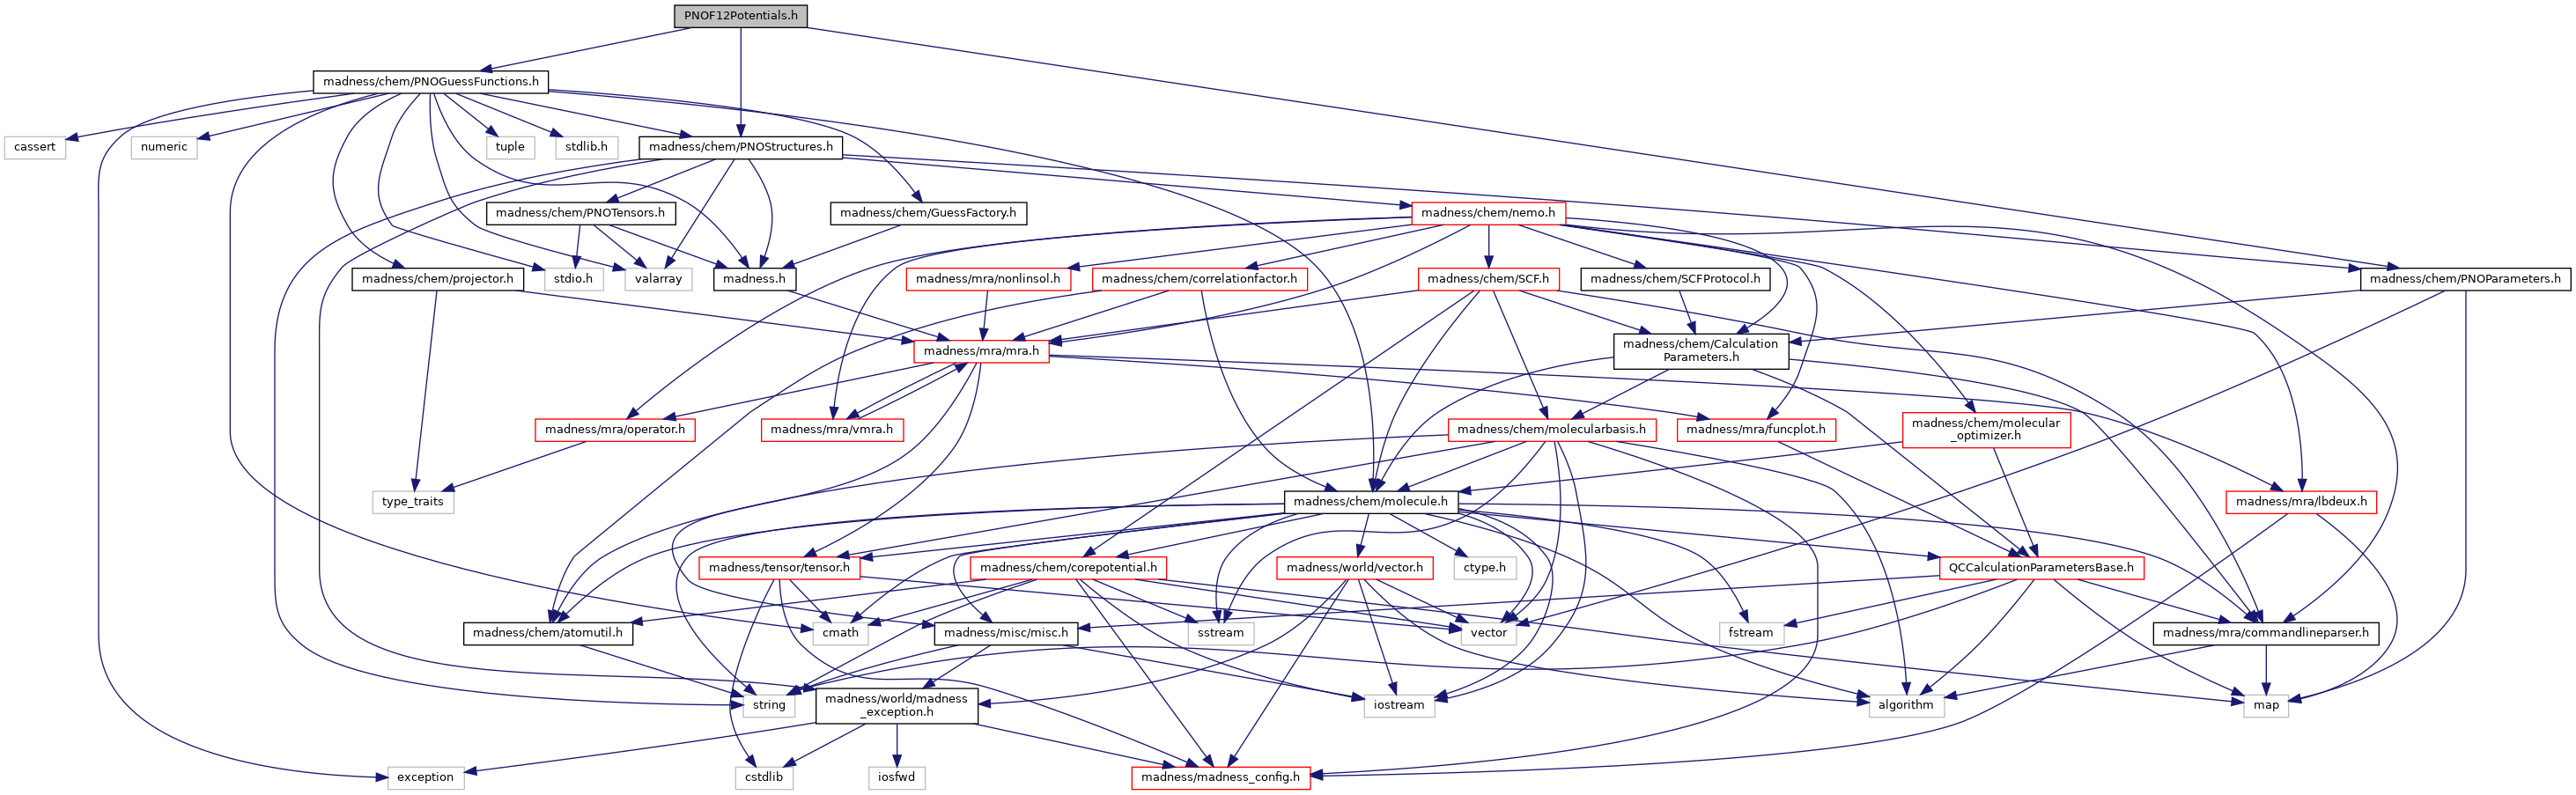 PNOF12Potentials.h
madness/chem/PNOGuessFunctions.h
cassert
numeric
tuple
stdlib.h
madness/chem/PNOStructures.h
madness/chem/PNOTensors.h
madness/chem/GuessFactory.h
madness/chem/nemo.h
madness/chem/projector.h
stdio.h
valarray
madness.h
madness/mra/nonlinsol.h
madness/chem/correlationfactor.h
madness/chem/SCF.h
madness/chem/SCFProtocol.h
madness/chem/PNOParameters.h
madness/mra/mra.h
madness/chem/Calculation
Parameters.h
madness/mra/operator.h
madness/mra/vmra.h
madness/chem/molecularbasis.h
madness/mra/funcplot.h
madness/chem/molecular
_optimizer.h
type_traits
madness/chem/molecule.h
madness/mra/lbdeux.h
madness/tensor/tensor.h
madness/chem/corepotential.h
madness/world/vector.h
ctype.h
QCCalculationParametersBase.h
madness/chem/atomutil.h
cmath
madness/misc/misc.h
sstream
vector
fstream
madness/mra/commandlineparser.h
string
madness/world/madness
_exception.h
iostream
algorithm
map
exception
cstdlib
iosfwd
madness/madness_config.h